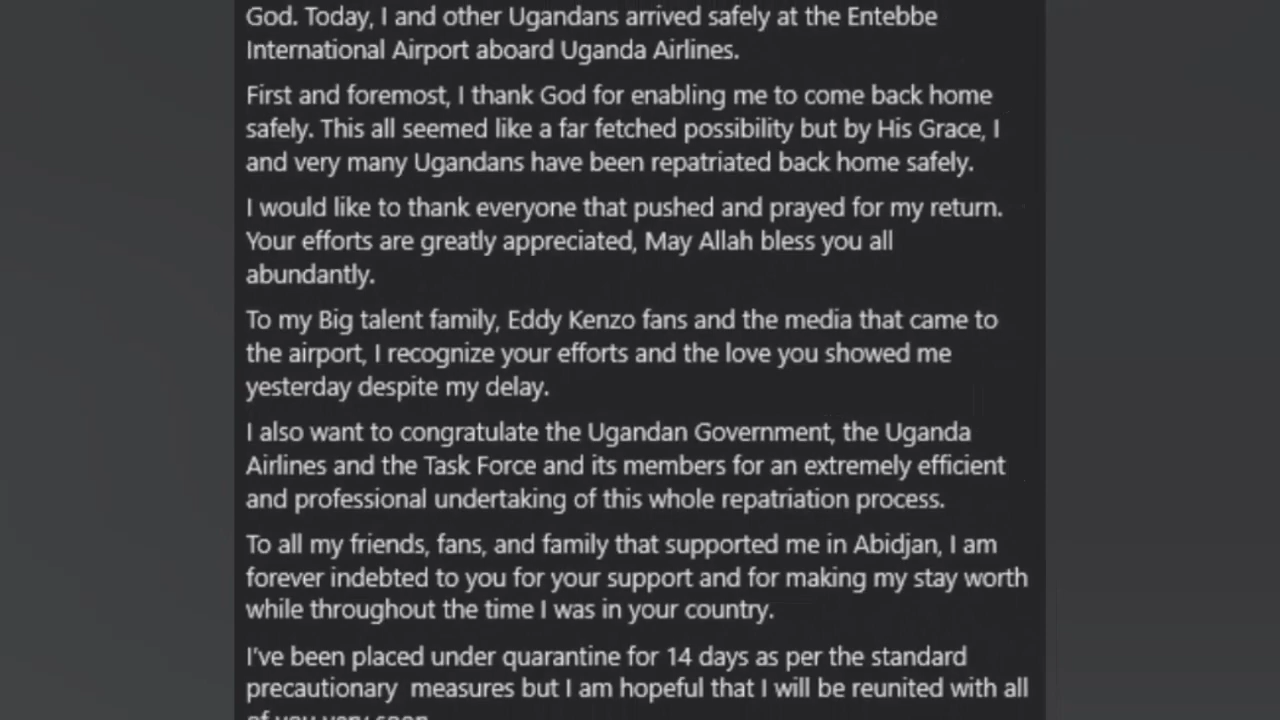 God. Today, I and other Ugandans arrived safely at the Entebbe
International Airport aboard Uganda Airlines.
First and foremost, I thank God for enabling me to come back home
safely. This all seemed like a far fetched possibility but by His Grace, I
and very many Ugandans have been repatriated back home safely.
I would like to thank everyone that pushed and prayed for my return.
Your efforts are greatly appreciated, May Allah bless you all
abundantly.
To my Big talent family, Eddy Kenzo fans and the media that came to
the airport, I recognize your efforts and the love you showed me
yesterday despite my delay.
I also want to congratulate the Ugandan Government, the Uganda
Airlines and the Task Force and its members for an extremely efficient
and professional undertaking of this whole repatriation process.
To all my friends, fans, and family that supported me in Abidjan, I am
forever indebted to you for your support and for making my stay worth
while throughout the time I was in your country.
I've been placed under quarantine for 14 days as per the standard
precautionary  measures but I am hopeful that I will be reunited with all
of you very soon